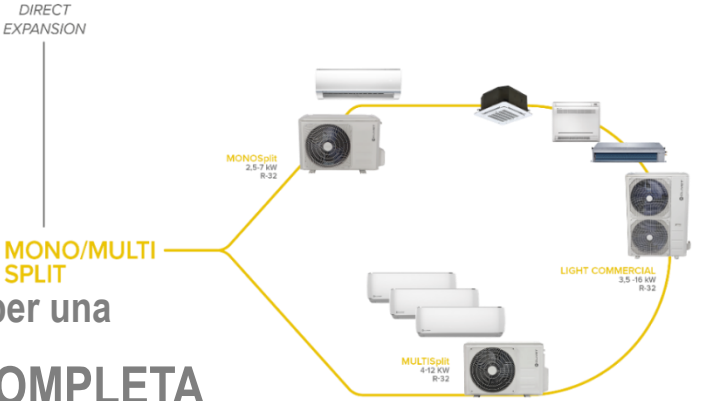 DIRECT
EXPANSION
MONOSplit
2,5-7 kW
R-32
MONO/MULTI
SPLIT
LIGHT COMMERCIAL
3,5 -16 kW
R-32
per una
MULTISplit
4-12 KW
R-32
OMPLETA